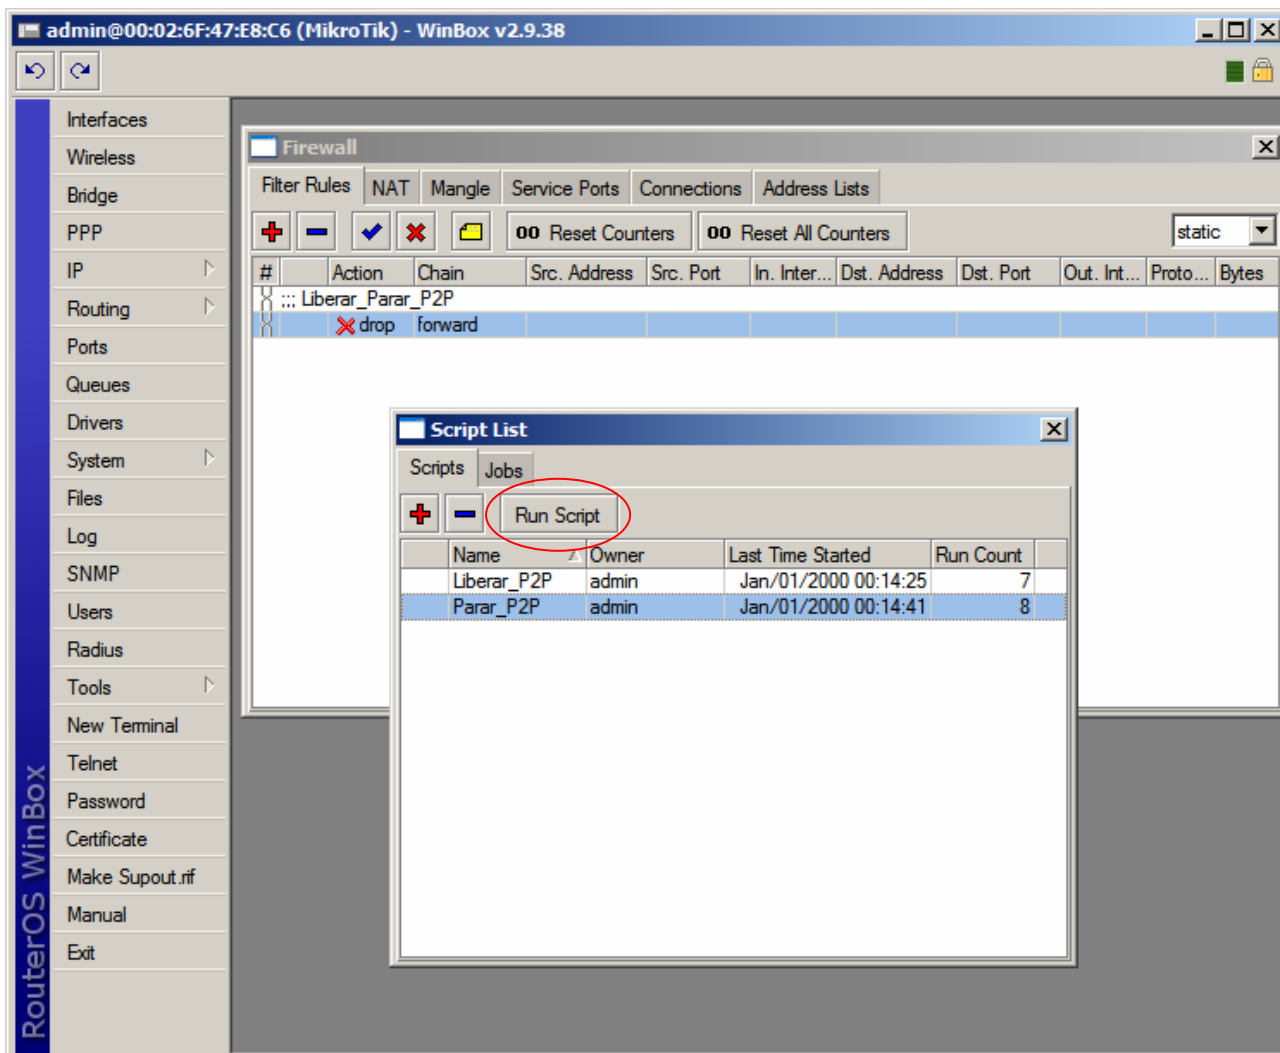 admin@00:02:6F:47:E8:C6 (MikroTik) - WinBox v2.9.38
Interfaces
Wireless
Bridge
PPP
IP
Routing
Ports
Queues
Drivers
System
Files
Log
SNMP
Users
Radius
Tools
New Terminal
Telnet
Password
Certificate
Make Supout.rif
Manual
Exit
RouterOS WinBox
Firewall
Filter Rules NAT Mangle Service Ports Connections Address Lists
00 Reset Counters 00 Reset All Counters static
# Action Chain Src. Address Src. Port In. Inter... Dst. Address Dst. Port Out. Int... Proto... Bytes
;;; Liberar_Parar_P2P
drop forward
Script List
Scripts Jobs
Run Script
Name Owner Last Time Started Run Count
Liberar_P2P admin Jan/01/2000 00:14:25 7
Parar_P2P admin Jan/01/2000 00:14:41 8